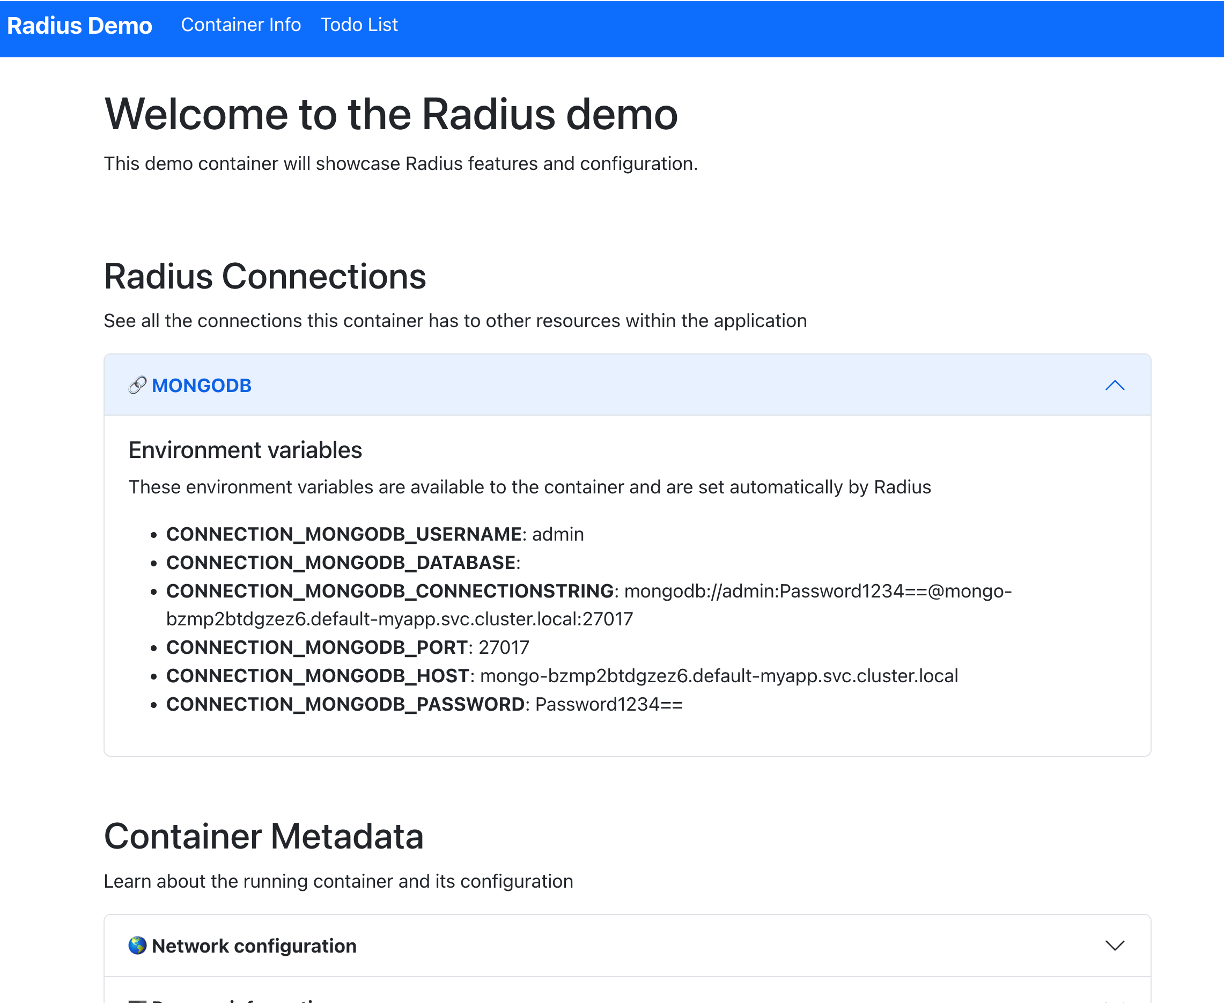 Radius Demo Container Info Todo List
Welcome to the Radius demo
This demo container will showcase Radius features and configuration.
Radius Connections
See all the connections this container has to other resources within the application
MONGODB
Environment variables
These environment variables are available to the container and are set automatically by Radius
• CONNECTION_MONGODB_USERNAME: admin
• CONNECTION_MONGODB_DATABASE:
• CONNECTION_MONGODB_CONNECTIONSTRING: mongodb://admin:Password1234==@mongo-
bzmp2btdgzez6.default-myapp.svc.cluster.local:27017
• CONNECTION_MONGODB_PORT: 27017
• CONNECTION_MONGODB_HOST: mongo-bzmp2btdgzez6.default-myapp.svc.cluster.local
• CONNECTION_MONGODB_PASSWORD: Password1234==
Container Metadata
Learn about the running container and its configuration
Network configuration